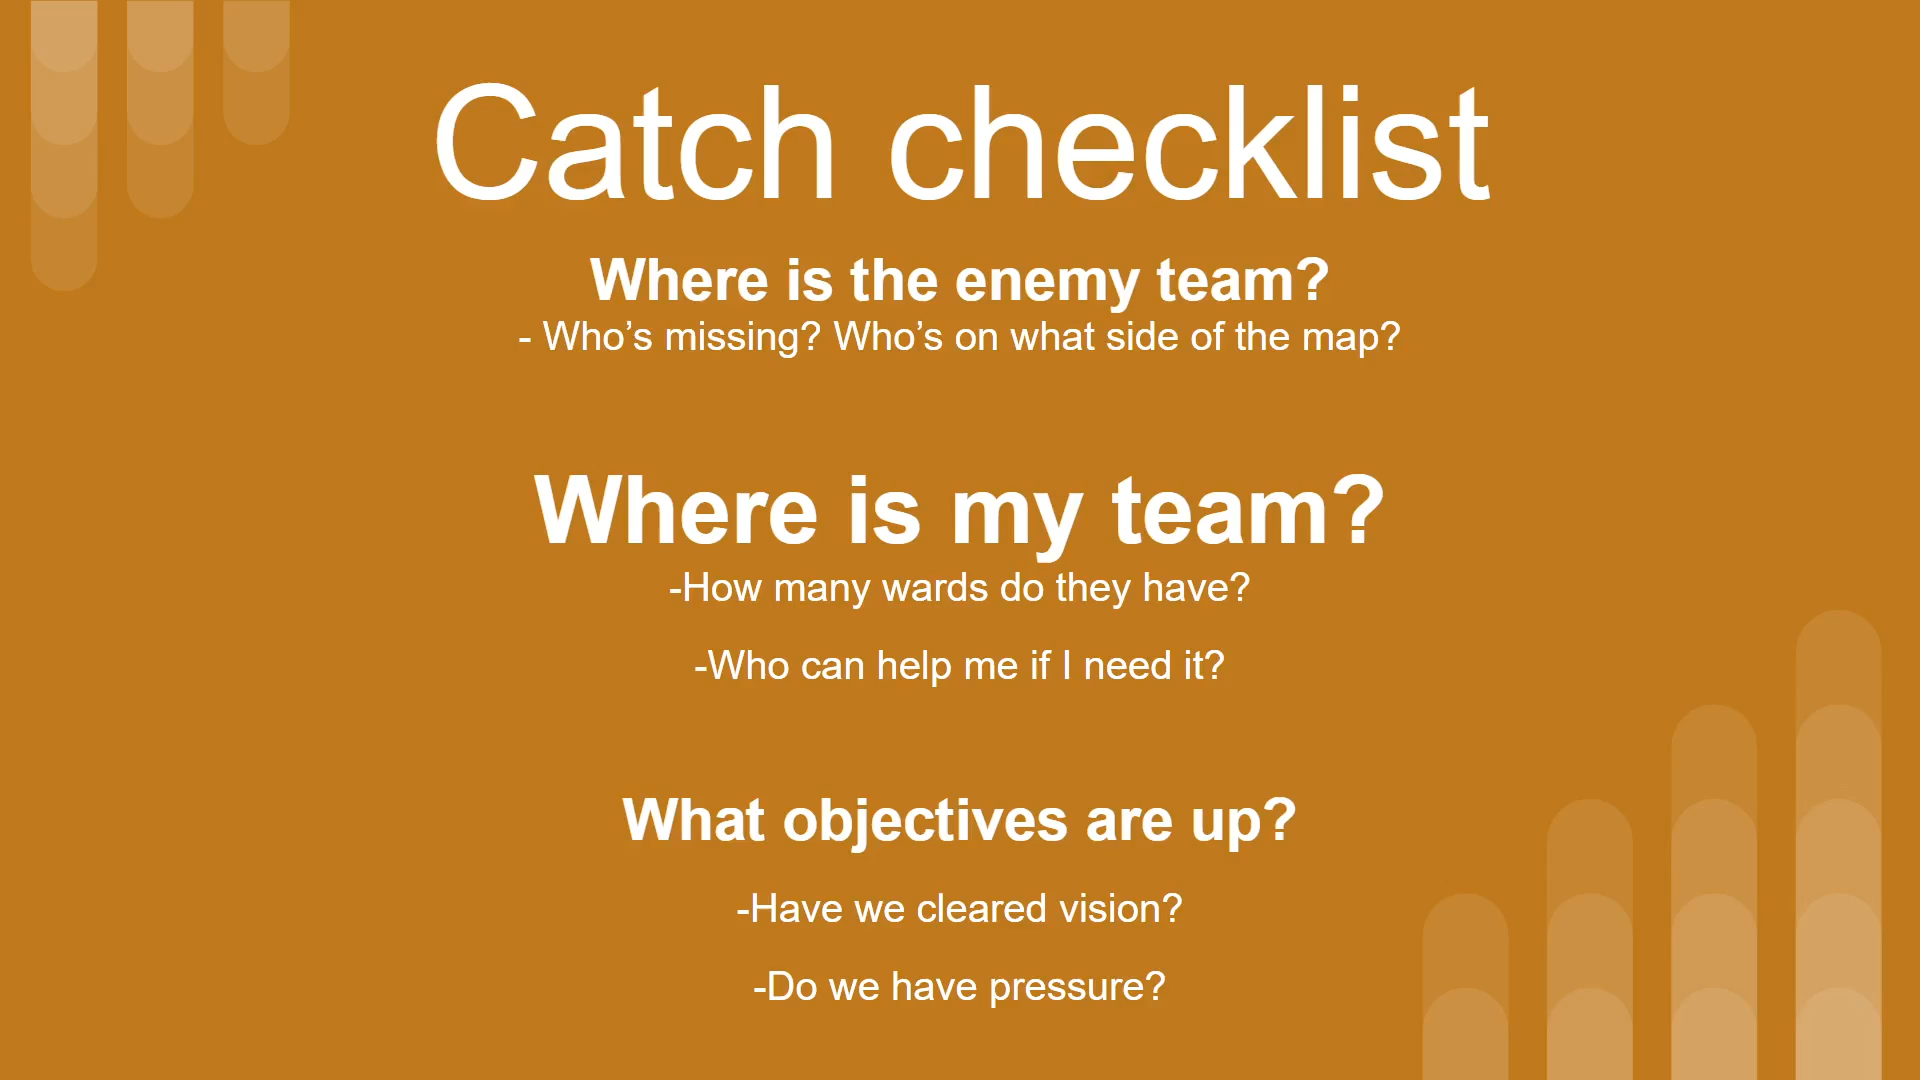 Catch checklist
Where is the enemy team?
- Who’s missing? Who’s on what side of the map?
Where is my team?
-How many wards do they have?
-Who can help me if I need it?
What objectives are up?
-Have we cleared vision?
-Do we have pressure?